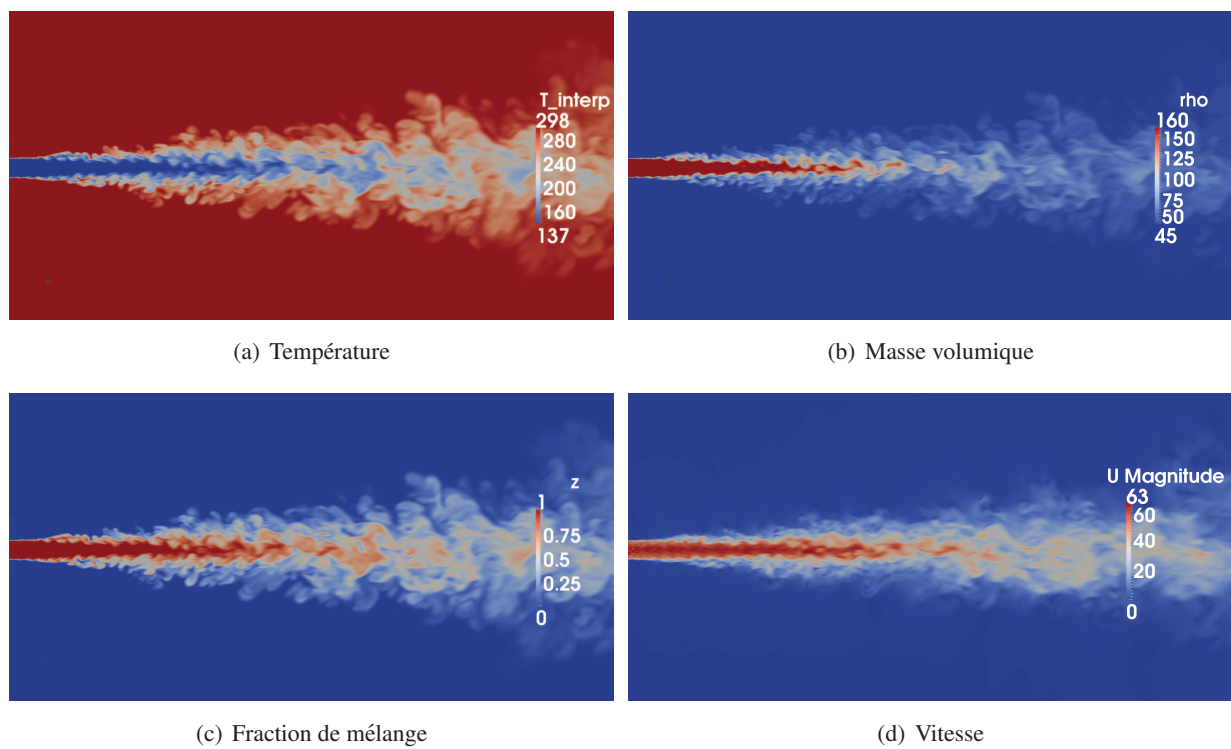 T_interp
298
280
240
200
160
137
(a) Température
rho
160
150
125
100
75
50
45
(b) Masse volumique
z
1
0.75
0.5
0.25
0
(c) Fraction de mélange
U Magnitude
63
60
40
20
0
(d) Vitesse